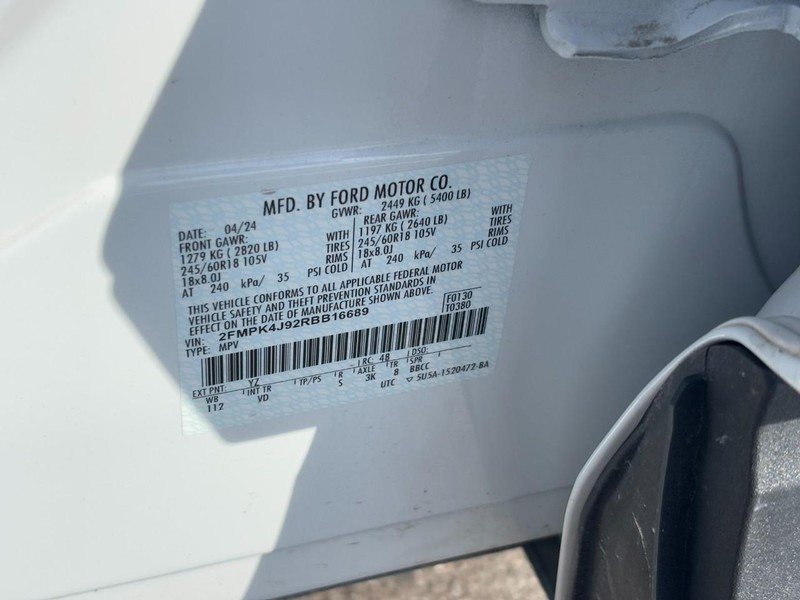 MFD. BY FORD MOTOR CO.
DATE: 04/24 GVWR: 2449 KG ( 5400 LB)
FRONT GAWR: REAR GAWR:
1279 KG ( 2820 LB) WITH 1197 KG ( 2640 LB) WITH
245/60R18 105V TIRES 245/60R18 105V TIRES
18x8.0J RIMS 18x8.0J RIMS
AT 240 kPa/ 35 PSI COLD AT 240 kPa/ 35 PSI COLD
THIS VEHICLE CONFORMS TO ALL APPLICABLE FEDERAL MOTOR
VEHICLE SAFETY AND THEFT PREVENTION STANDARDS IN
EFFECT ON THE DATE OF MANUFACTURE SHOWN ABOVE.
VIN: 2FMPK4J92RBB16689 F0130
TYPE: MPV T0380
EXT PNT: YZ RC: 48 DSO:
WB INT TR TP/PS R AXLE TR SPR
112 VD S 3K 8 BBCC
UTC ▽ 5U5A-1520472-BA